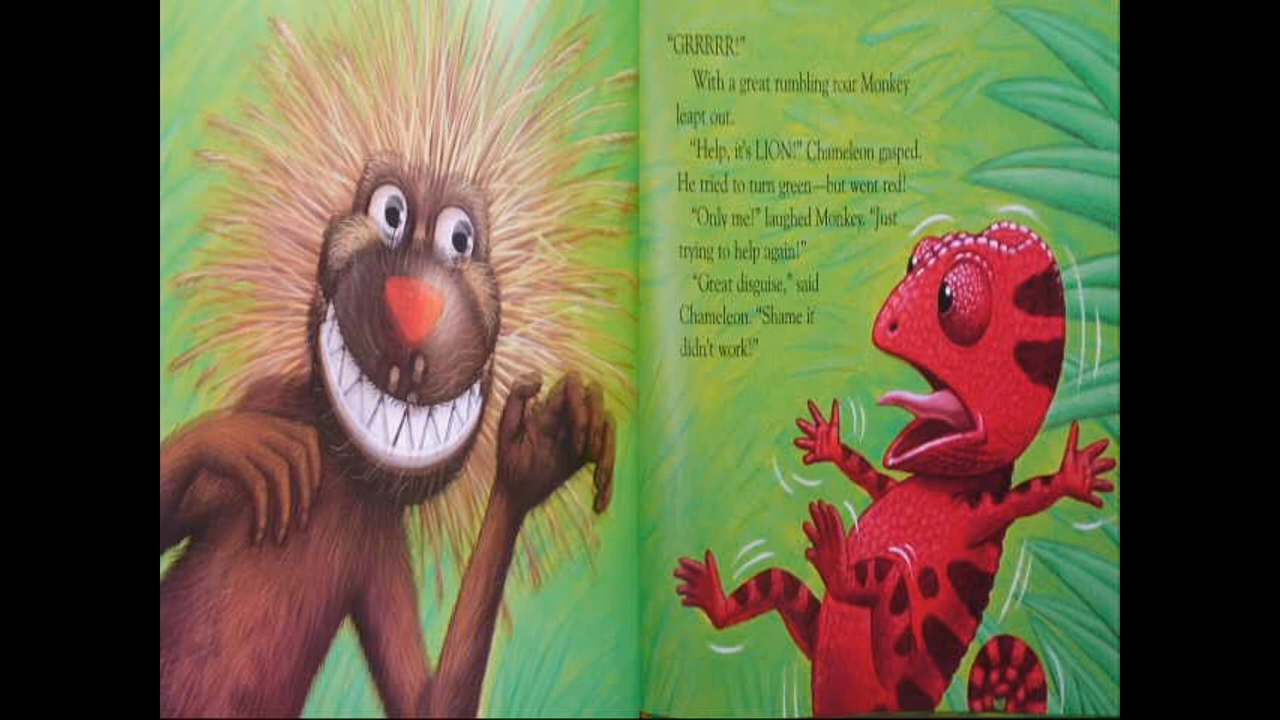 “GRRRRR!”
With a great rumbling roar Monkey
leapt out.
“Help, it's LION!” Chameleon gasped.
He tried to turn green—but went red!
“Only me!” laughed Monkey. “Just
trying to help again!”
“Great disguise,” said
Chameleon. “Shame it
didn't work!”